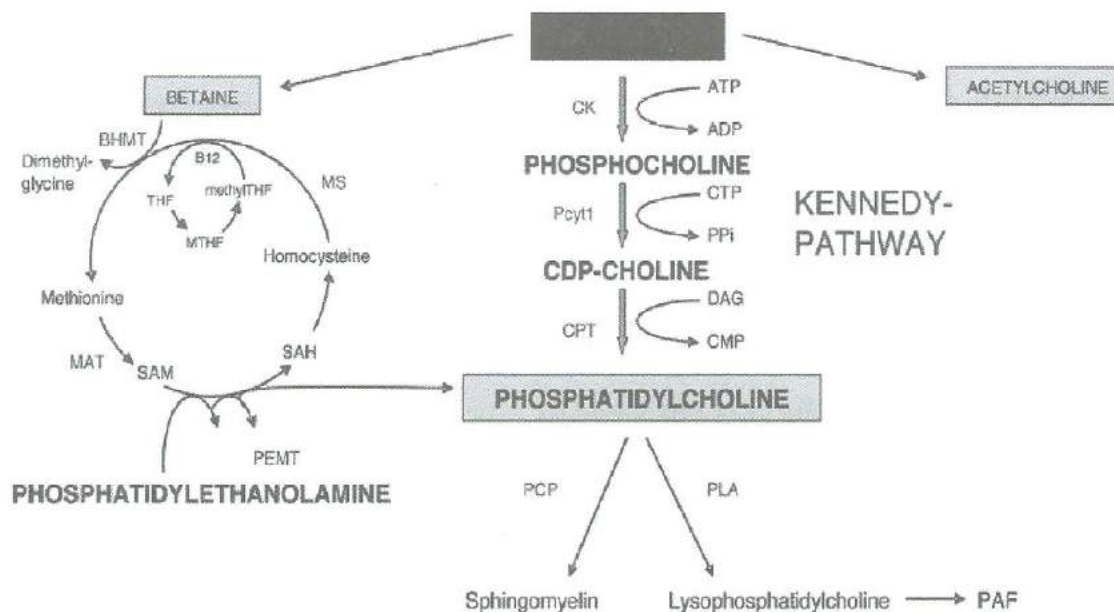 BETAINE
ACETYLCHOLINE
CK
ATP
ADP
BHMT
Dimethyl-
glycine
B12
THF
methylTHF
MTHF
MS
PHOSPHOCHOLINE
Pcyt1
CTP
PPi
KENNEDY-
PATHWAY
Homocysteine
CDP-CHOLINE
Methionine
CPT
DAG
CMP
MAT
SAM
SAH
PHOSPHATIDYLCHOLINE
PEMT
PHOSPHATIDYLETHANOLAMINE
PCP
PLA
Sphingomyelin
Lysophosphatidylcholine
PAF